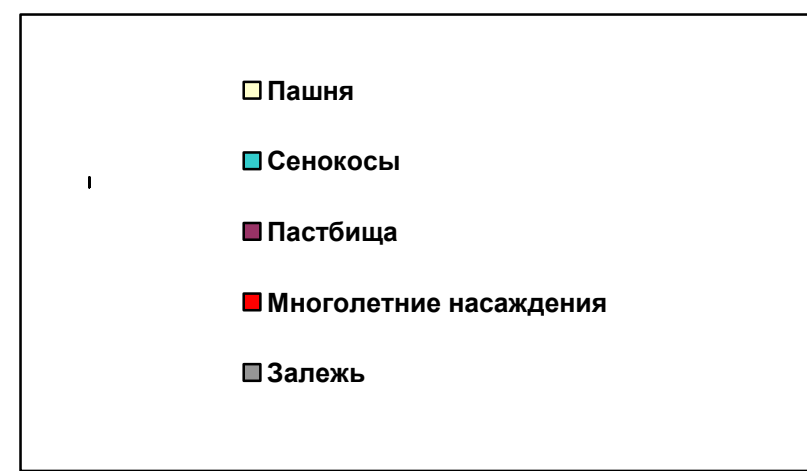 Пашня
Сенокосы
Пастбища
Многолетние насаждения
Залежь